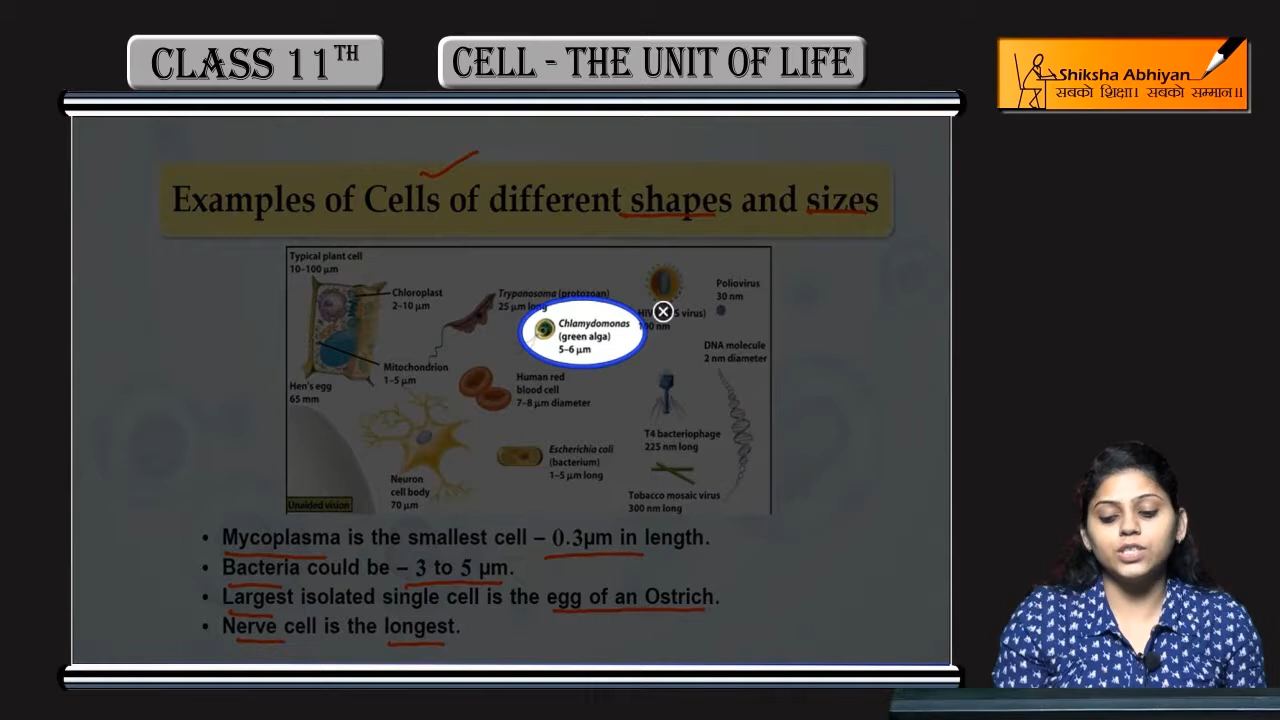 CLASS 11TH
CELL - THE UNIT OF LIFE
Shiksha Abhiyan
सबको शिक्षा। सबको सम्मान॥
Examples of Cells of different shapes and sizes
Typical plant cell
10–100 µm
Chloroplast
2–10 µm
Mitochondrion
1–5 µm
Hen's egg
65 mm
Unaided vision
Neuron
cell body
70 µm
Trypanosoma (protozoan)
25 µm long
Chlamydomonas
(green alga)
5–6 µm
Human red
blood cell
7–8 µm diameter
Escherichia coli
(bacterium)
1–5 µm long
virus)
nm
Poliovirus
30 nm
DNA molecule
2 nm diameter
T4 bacteriophage
225 nm long
Tobacco mosaic virus
300 nm long
• Mycoplasma is the smallest cell – 0.3µm in length.
• Bacteria could be – 3 to 5 µm.
• Largest isolated single cell is the egg of an Ostrich.
• Nerve cell is the longest.